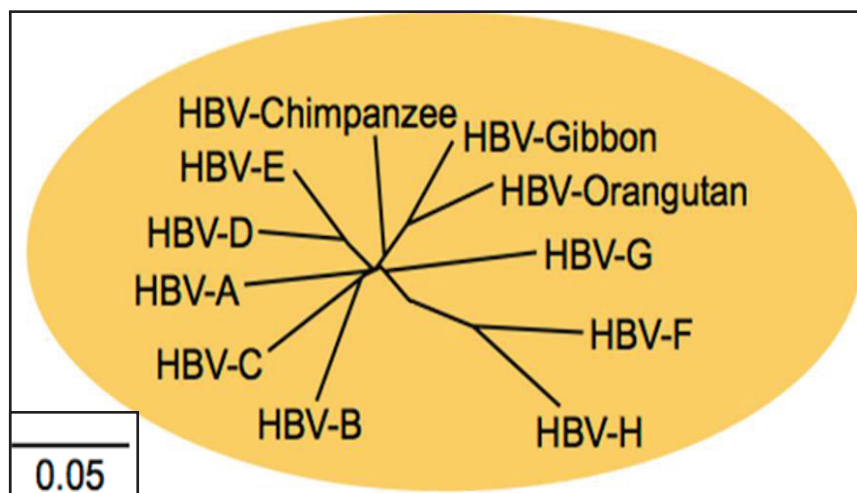 HBV-Chimpanzee
HBV-Gibbon
HBV-E
HBV-Orangutan
HBV-D
HBV-G
HBV-A
HBV-F
HBV-C
HBV-B
HBV-H
0.05